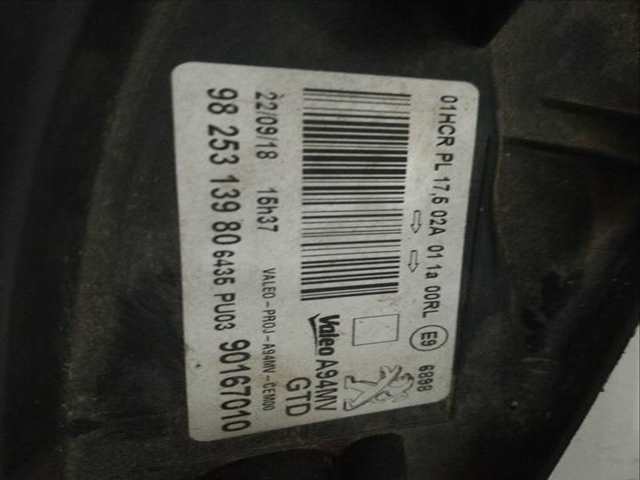 01HCR PL 17,5 02A 01 1a 00RL E9 6898
Valeo A94MV
GTD
VALEO-PROJ-A94MV-CEM00
22/09/18 16h37
98 253 139 80 6435 PU03 90167010